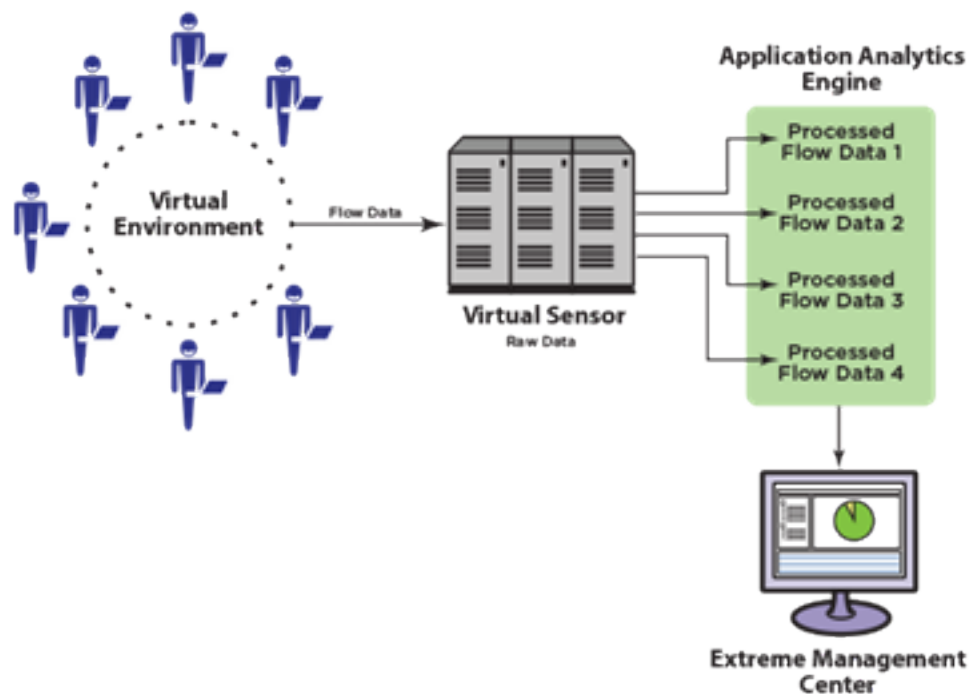 Application Analytics
Engine
Virtual
Environment
Flow Data
Virtual Sensor
Raw Data
Processed
Flow Data 1
Processed
Flow Data 2
Processed
Flow Data 3
Processed
Flow Data 4
Extreme Management
Center